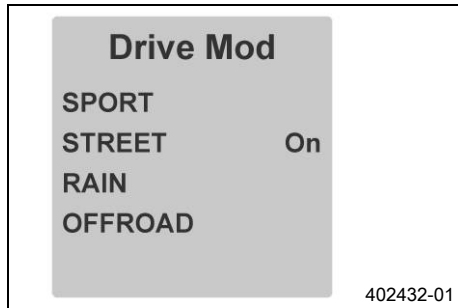 Drive Mod
SPORT
STREET On
RAIN
OFFROAD
402432-01